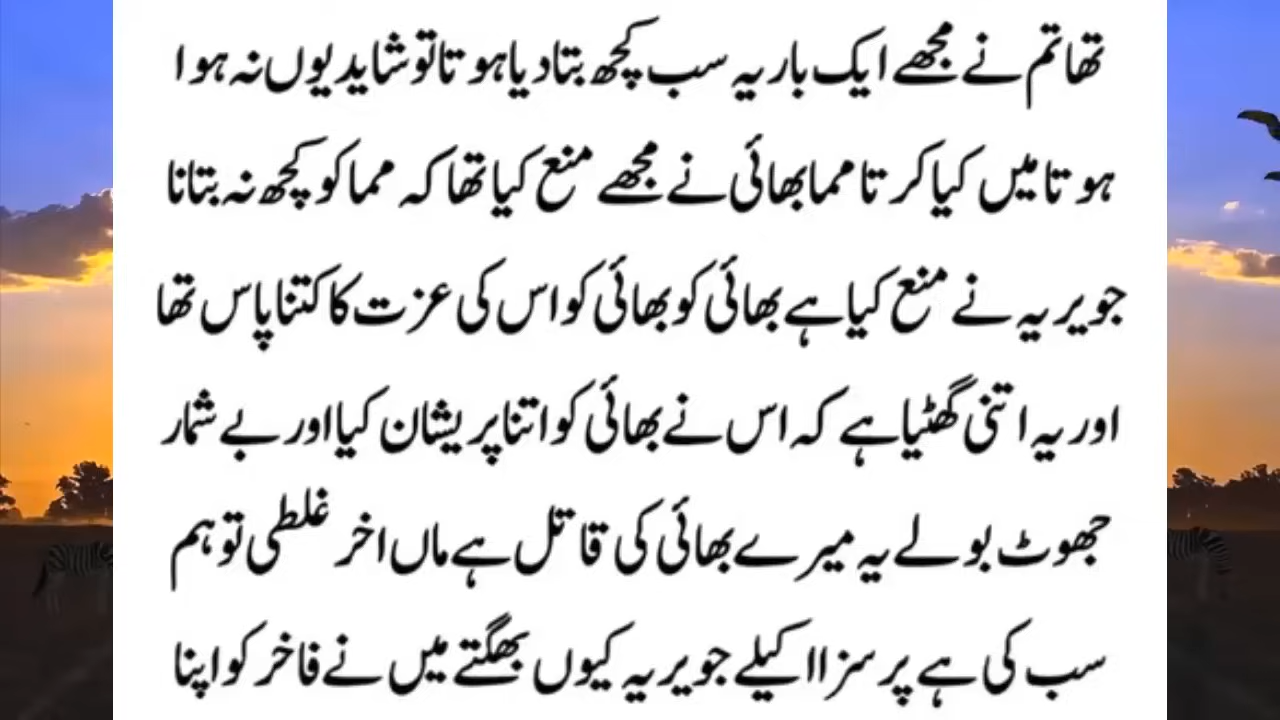 تھا تم نے مجھے ایک بار یہ سب کچھ بتا دیا ہوتا تو شاید یوں نہ ہوا
ہوتا میں کیا کرتا مما بھائی نے مجھے منع کیا تھا کہ مما کو کچھ نہ بتانا
جویریہ نے منع کیا ہے بھائی کو بھائی کو اس کی عزت کا کتنا پاس تھا
اور یہ اتنی گھٹیا ہے کہ اس نے بھائی کو اتنا پریشان کیا اور بے شمار
جھوٹ بولے یہ میرے بھائی کی قاتل ہے ماں اخر غلطی تو ہم
سب کی ہے پر سزا اکیلے جویریہ کیوں بھگتے میں نے فاخر کو اپنا